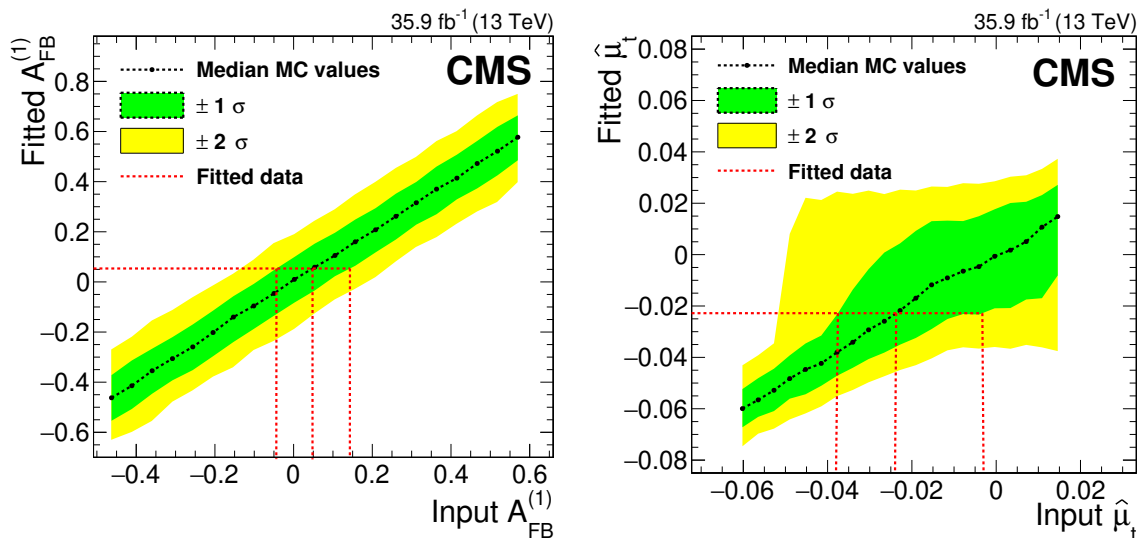 35.9 fb⁻¹ (13 TeV)
CMS
Median MC values
± 1 σ
± 2 σ
Fitted data
Fitted A_FB^(1)
0.8
0.6
0.4
0.2
0
−0.2
−0.4
−0.6
−0.4
−0.2
0
0.2
0.4
0.6
Input A_FB^(1)
35.9 fb⁻¹ (13 TeV)
CMS
Median MC values
± 1 σ
± 2 σ
Fitted data
Fitted μ̂_t
0.08
0.06
0.04
0.02
0
−0.02
−0.04
−0.06
−0.08
−0.06
−0.04
−0.02
0
0.02
Input μ̂_t